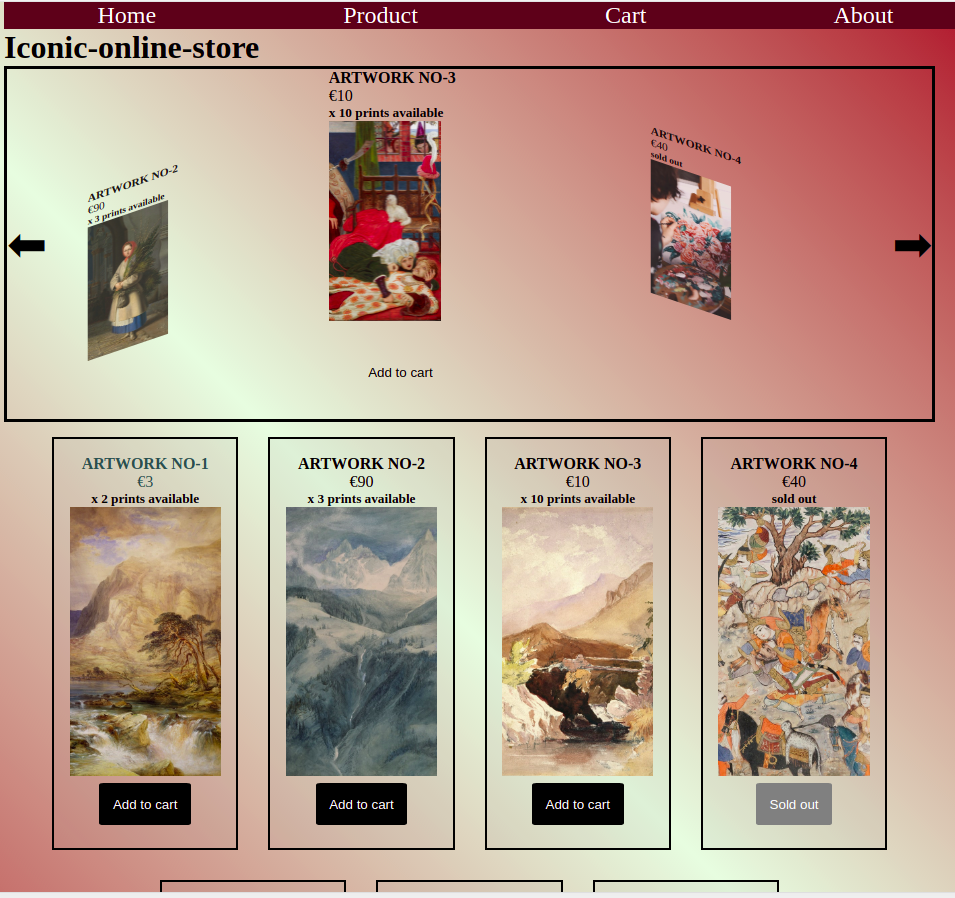 Home Product Cart About
Iconic-online-store
ARTWORK NO-2
€90
x 3 prints available
ARTWORK NO-3
€10
x 10 prints available
Add to cart
ARTWORK NO-4
€40
sold out
ARTWORK NO-1
€3
x 2 prints available
Add to cart
ARTWORK NO-2
€90
x 3 prints available
Add to cart
ARTWORK NO-3
€10
x 10 prints available
Add to cart
ARTWORK NO-4
€40
sold out
Sold out